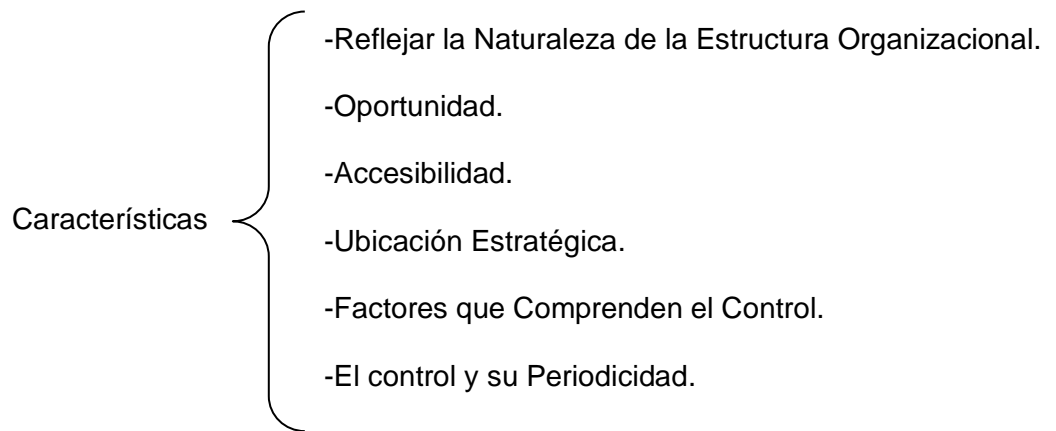 -Reflejar la Naturaleza de la Estructura Organizacional.
-Oportunidad.
-Accesibilidad.
Características
-Ubicación Estratégica.
-Factores que Comprenden el Control.
-El control y su Periodicidad.